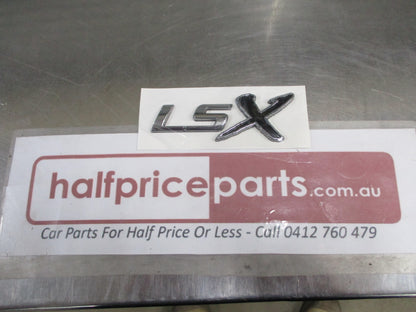 LSX
halfpriceparts.com.au
Car Parts For Half Price Or Less - Call 0412 760 479